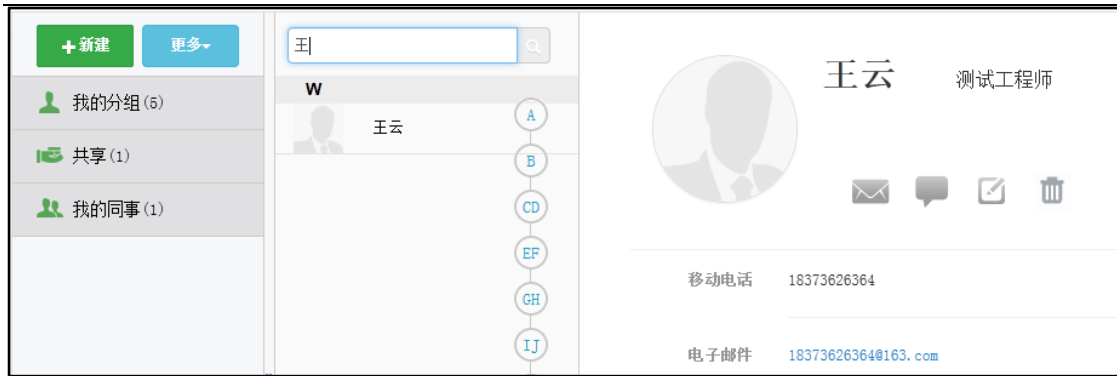 +新建 更多
我的分组(5)
共享(1)
我的同事(1)
王
W
王云
A
B
CD
EF
GH
IJ
王云 测试工程师
移动电话 18373626364
电子邮件 18373626364@163.com